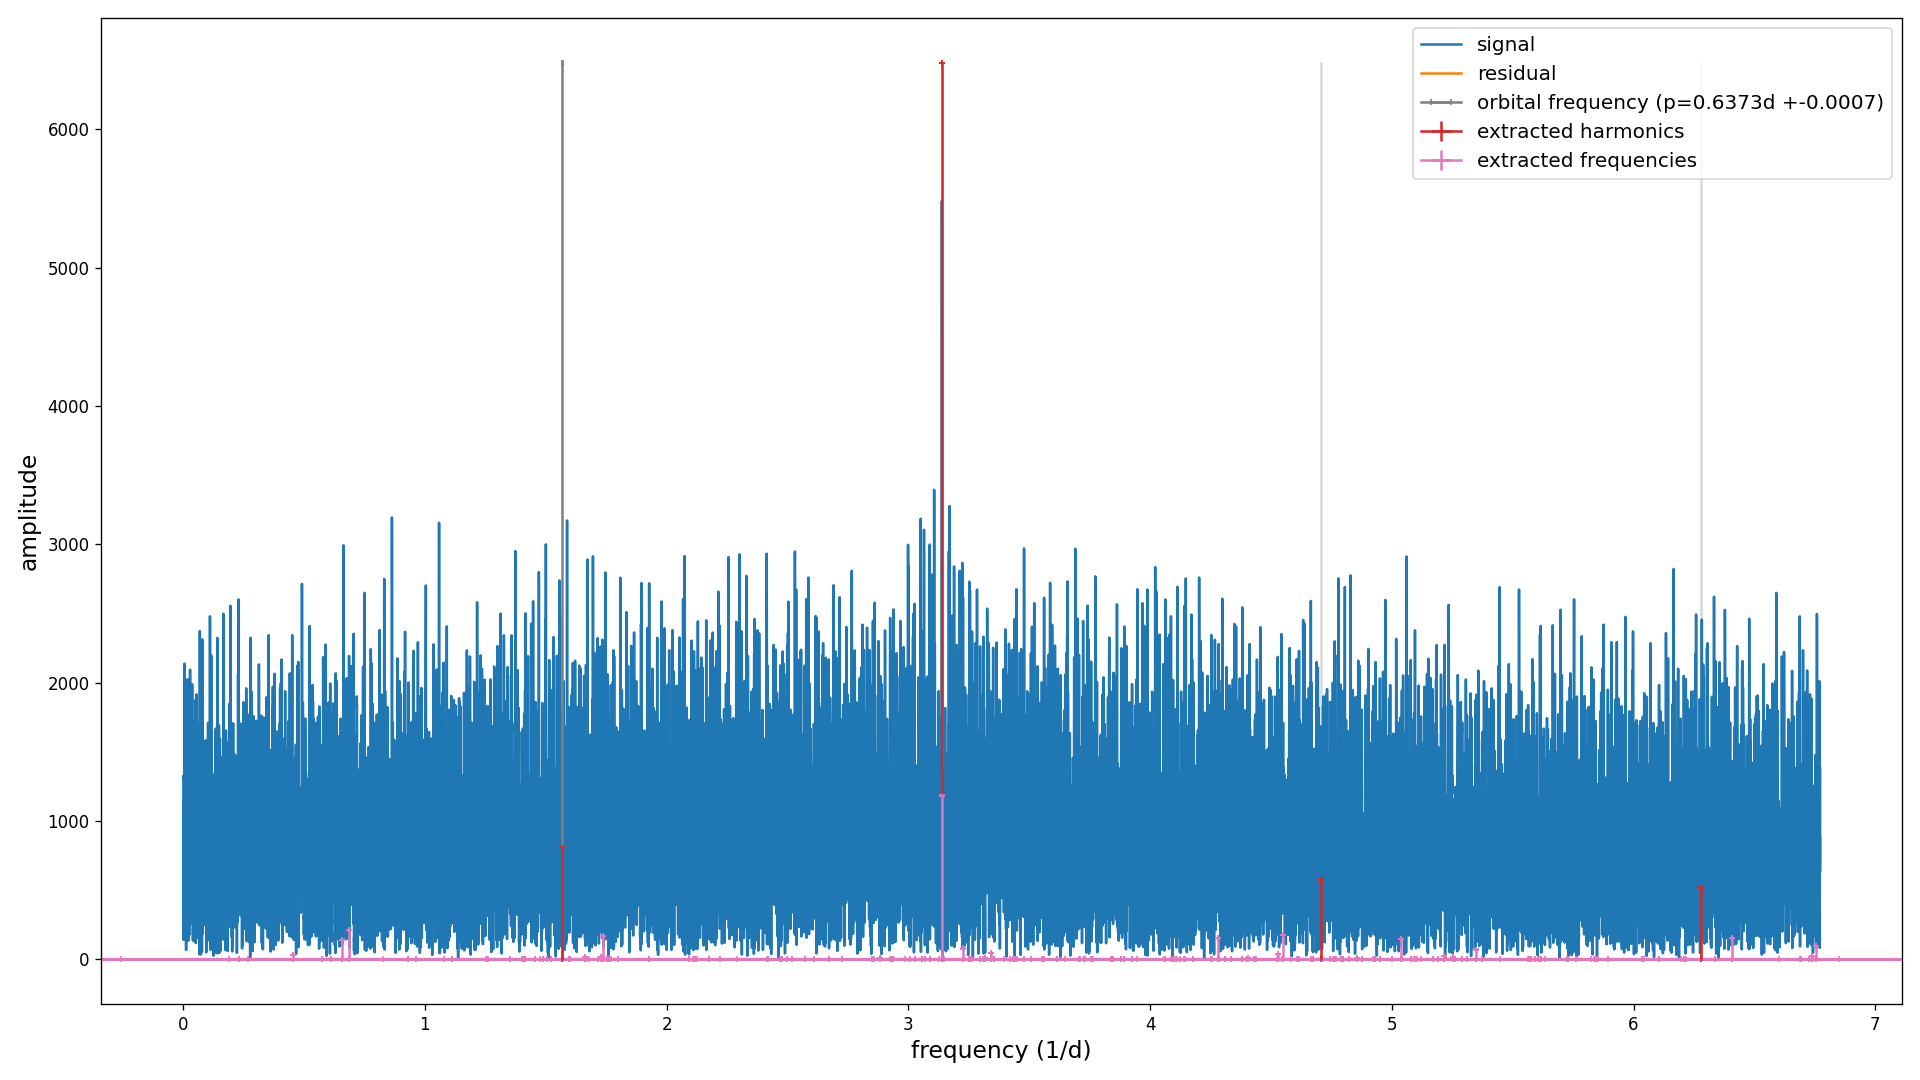 signal
residual
orbital frequency (p=0.6373d +-0.0007)
extracted harmonics
extracted frequencies
6000
5000
4000
3000
2000
1000
0
amplitude
0 1 2 3 4 5 6 7
frequency (1/d)